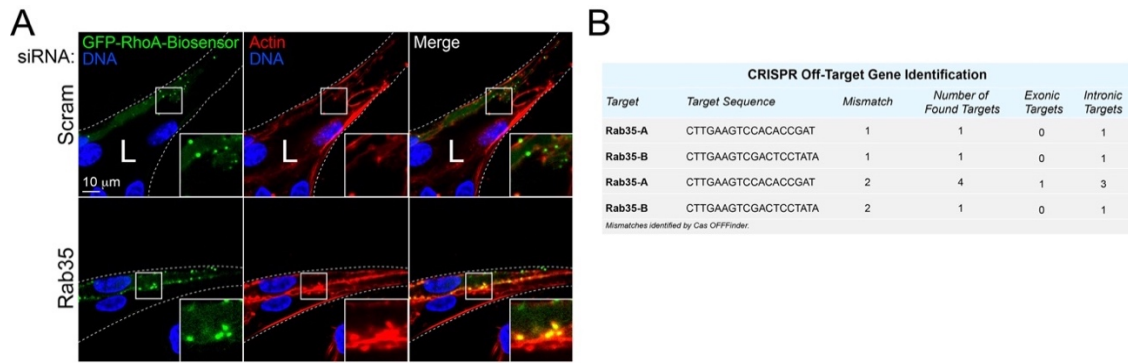 A
siRNA:
GFP-RhoA-Biosensor
DNA
Actin
DNA
Merge
Scram
L
L
L
10 µm
Rab35
B
CRISPR Off-Target Gene Identification
Target Target Sequence Mismatch Number of Found Targets Exonic Targets Intronic Targets
Rab35-A CTTGAAGTCCACACCGAT 1 1 0 1
Rab35-B CTTGAAGTCGACTCCTATA 1 1 0 1
Rab35-A CTTGAAGTCCACACCGAT 2 4 1 3
Rab35-B CTTGAAGTCGACTCCTATA 2 1 0 1
Mismatches identified by Cas OFFFinder.